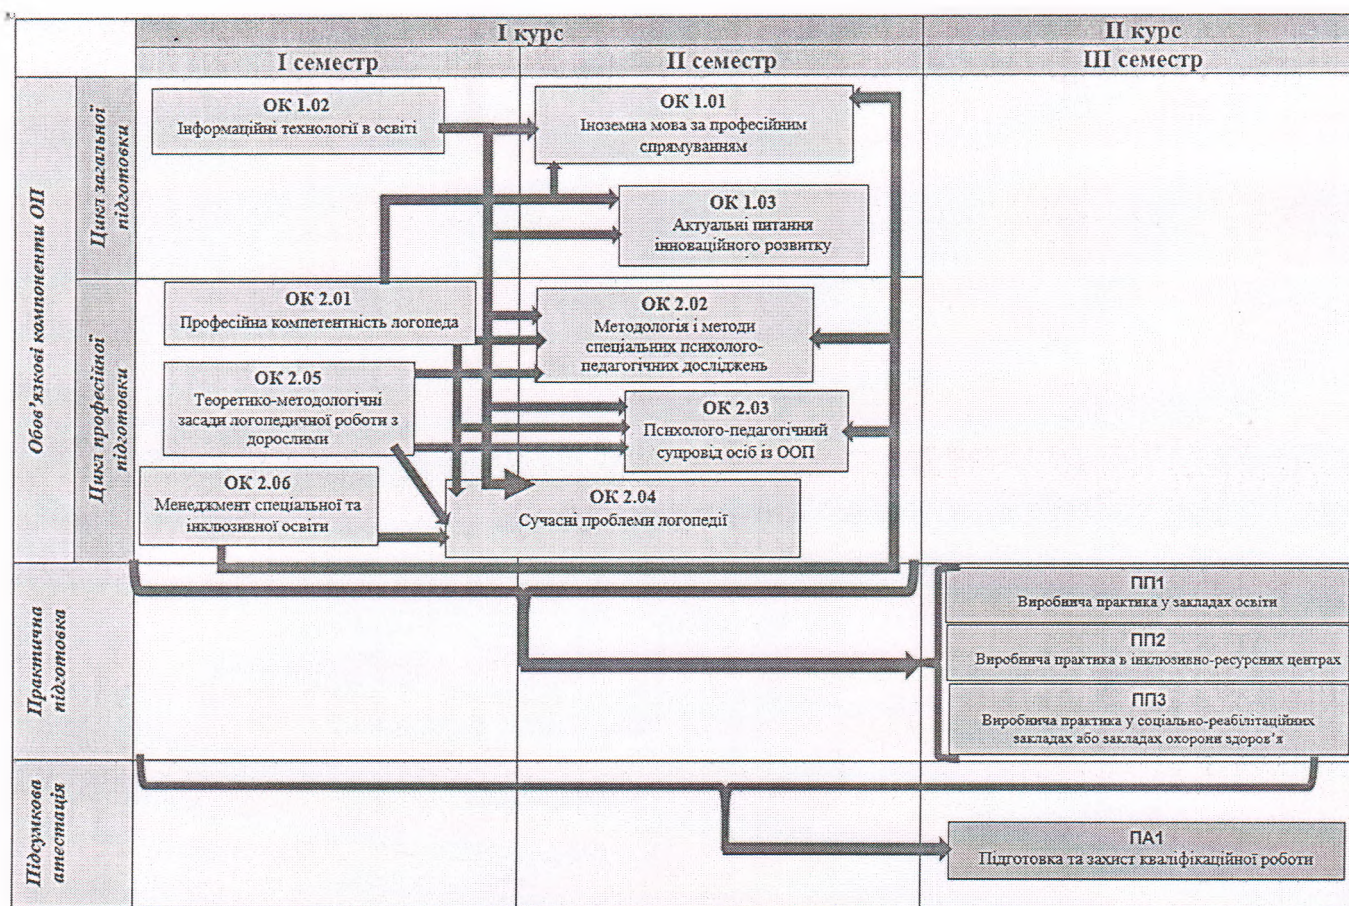 I курс
II курс
I семестр
II семестр
III семестр
Обов’язкові компоненти ОП
Цикл загальної
підготовки
ОК 1.02
Інформаційні технології в освіті
ОК 1.01
Іноземна мова за професійним
спрямуванням
ОК 1.03
Актуальні питання
інноваційного розвитку
Цикл професійної
підготовки
ОК 2.01
Професійна компетентність логопеда
ОК 2.02
Методологія і методи
спеціальних психолого-
педагогічних досліджень
ОК 2.05
Теоретико-методологічні
засади логопедичної роботи з
дорослими
ОК 2.03
Психолого-педагогічний
супровід осіб із ООП
ОК 2.06
Менеджмент спеціальної та
інклюзивної освіти
ОК 2.04
Сучасні проблеми логопедії
Практична
підготовка
ПП1
Виробнича практика у закладах освіти
ПП2
Виробнича практика в інклюзивно-ресурсних центрах
ПП3
Виробнича практика у соціально-реабілітаційних
закладах або закладах охорони здоров’я
Підсумкова
атестація
ПА1
Підготовка та захист кваліфікаційної роботи